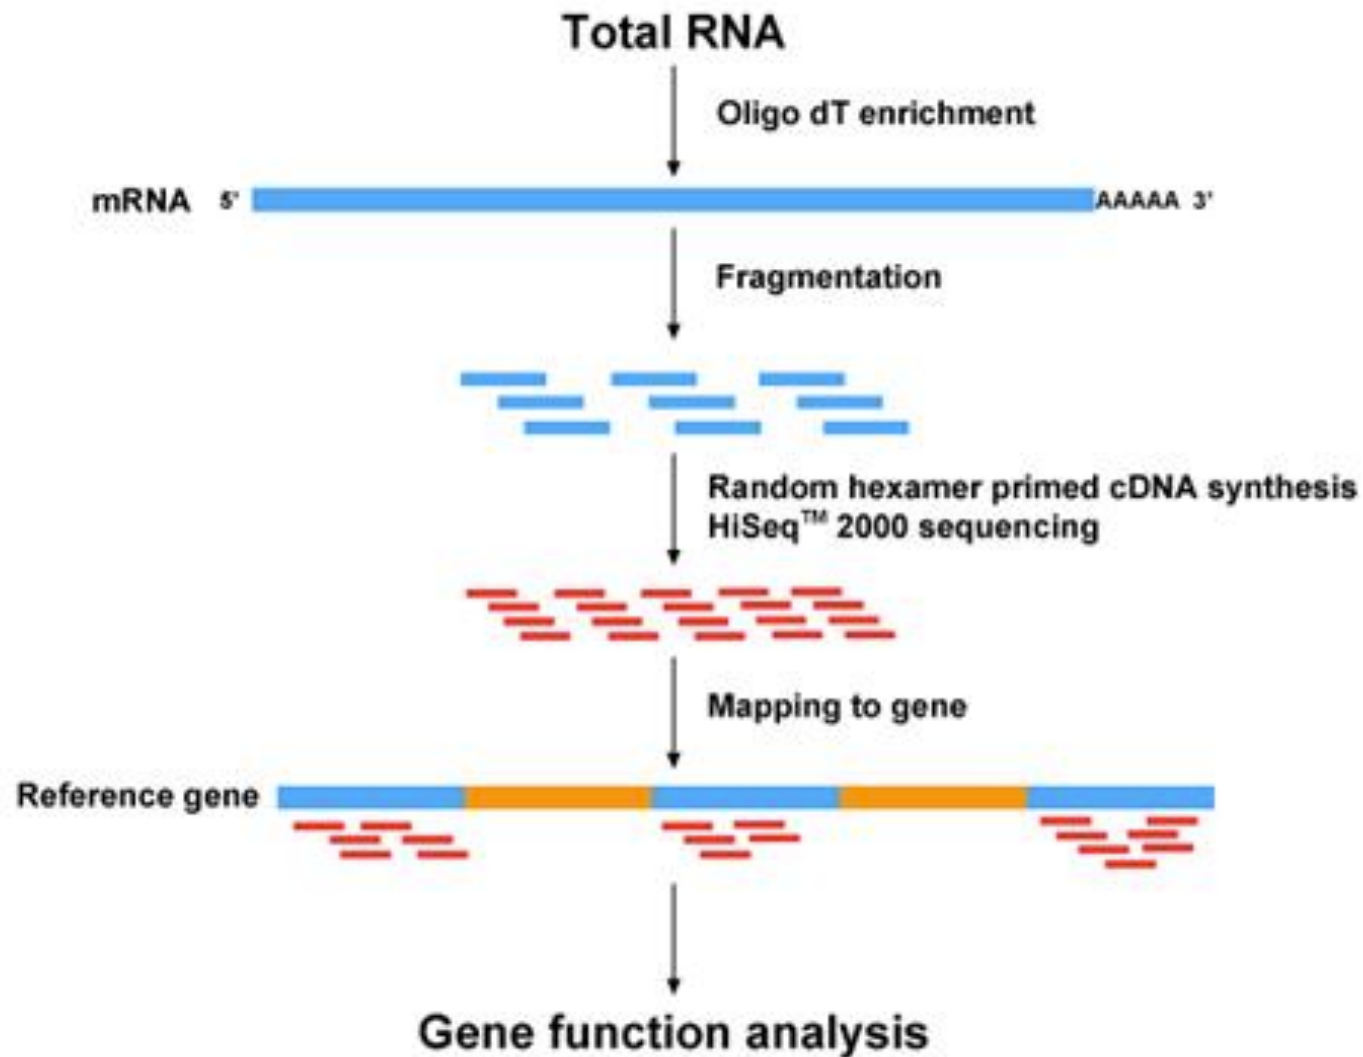 Total RNA
Oligo dT enrichment
mRNA 5' AAAAA 3'
Fragmentation
Random hexamer primed cDNA synthesis
HiSeq™ 2000 sequencing
Mapping to gene
Reference gene
Gene function analysis